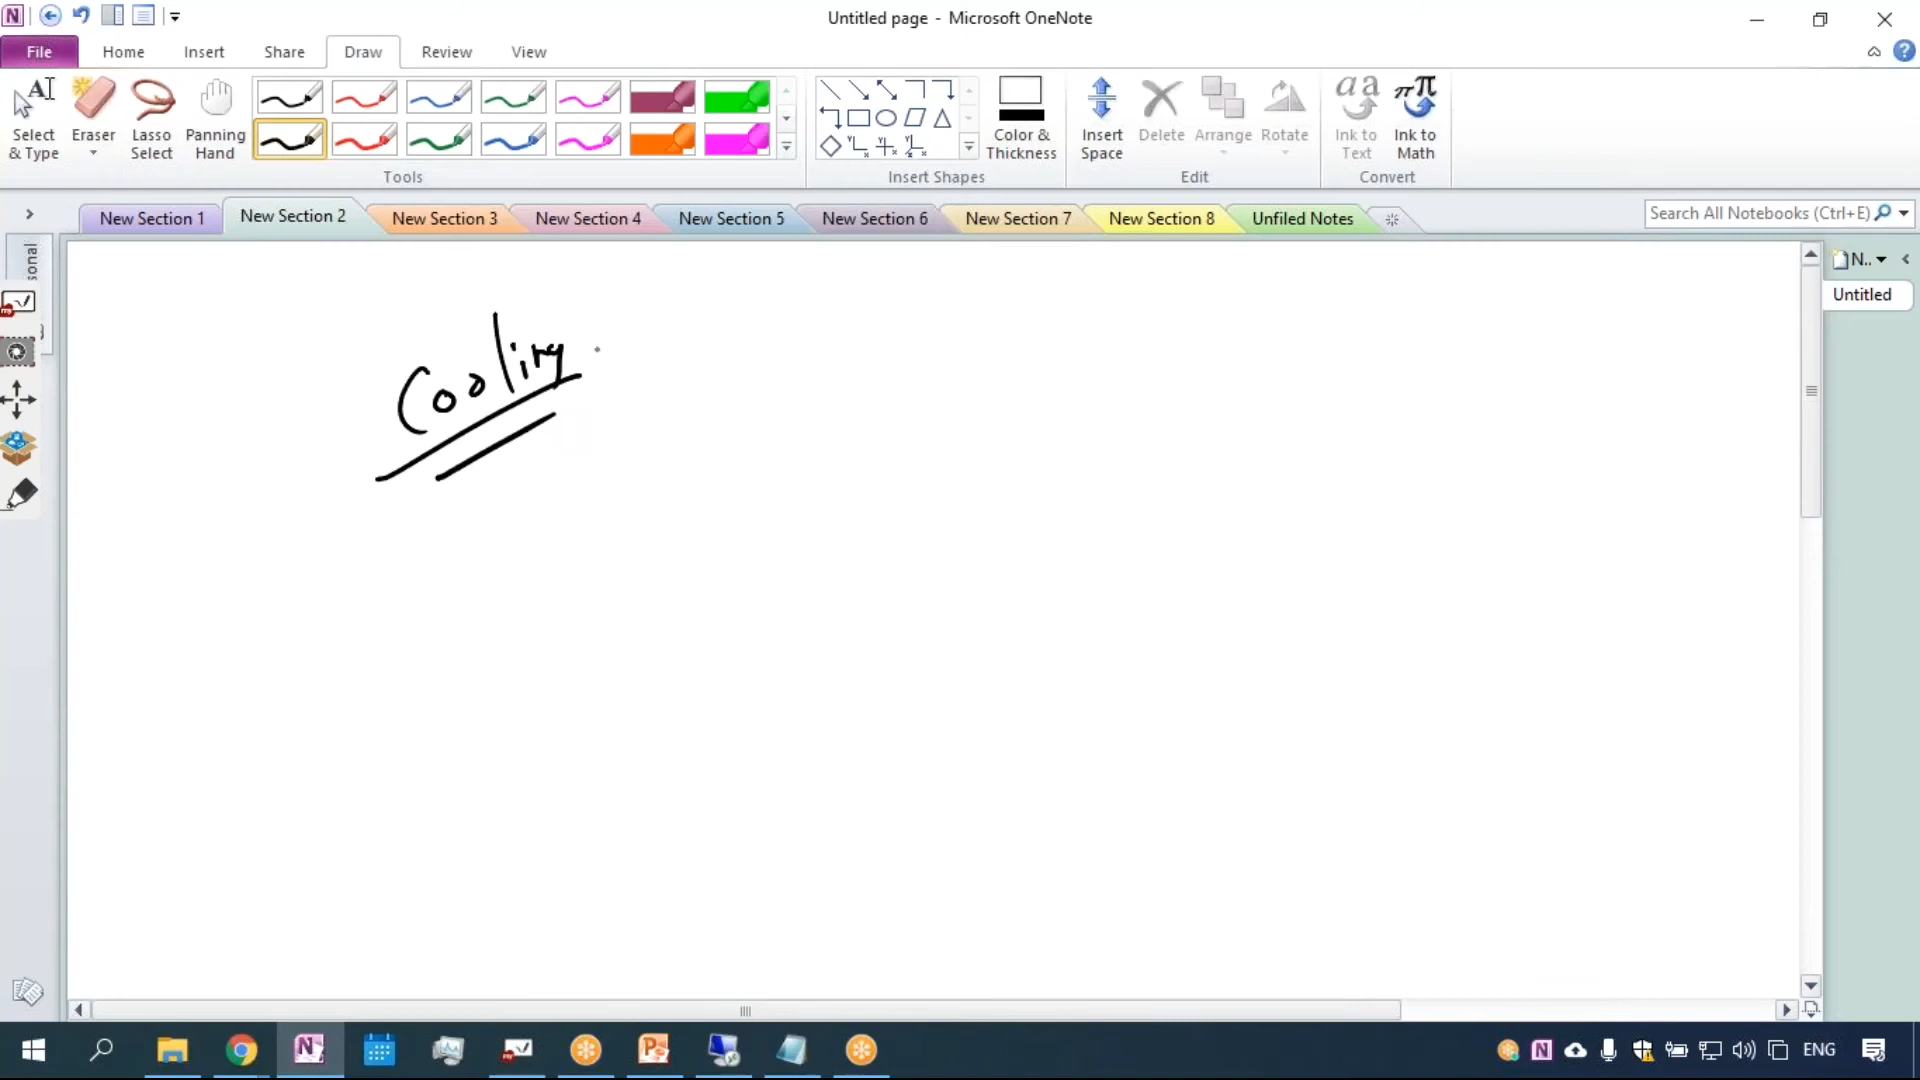 Untitled page - Microsoft OneNote
File Home Insert Share Draw Review View
Select & Type
Eraser
Lasso Select
Panning Hand
Color & Thickness
Insert Space
Delete
Arrange
Rotate
Ink to Text
Ink to Math
Tools
Insert Shapes
Edit
Convert
New Section 1 New Section 2 New Section 3 New Section 4 New Section 5 New Section 6 New Section 7 New Section 8 Unfiled Notes
Search All Notebooks (Ctrl+E)
sonal
N..
Untitled
Cooling
ENG